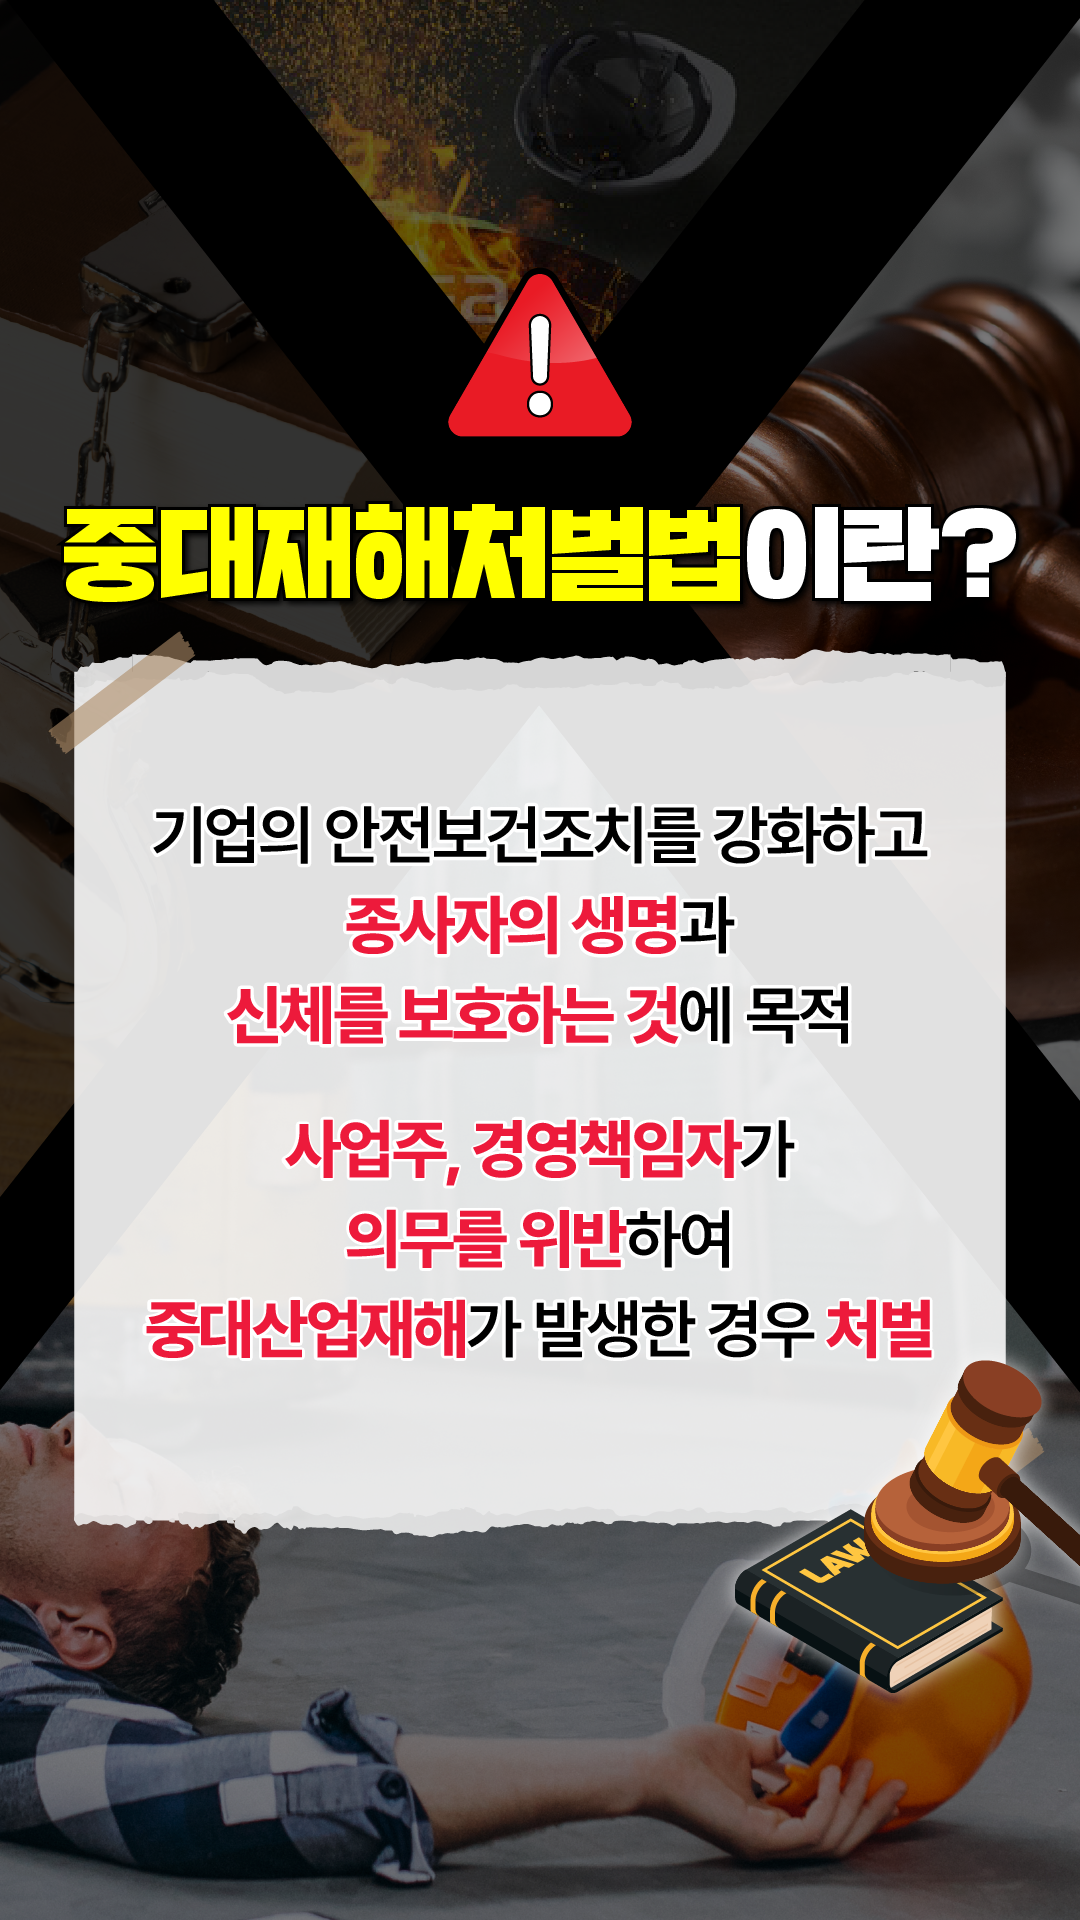 중대재해처벌법이란?
기업의 안전보건조치를 강화하고
종사자의 생명과
신체를 보호하는 것에 목적
사업주, 경영책임자가
의무를 위반하여
중대산업재해가 발생한 경우 처벌
LAW